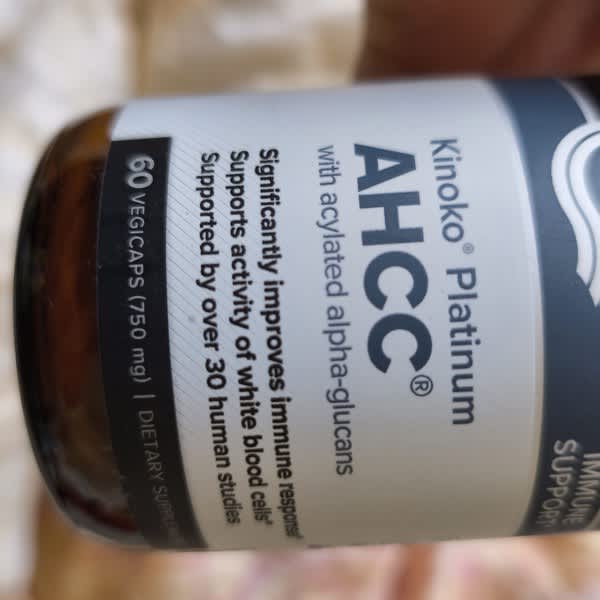 IMMUNE
SUPPORT
Kinoko® Platinum
AHCC®
with acylated alpha-glucans
Significantly improves immune response
Supports activity of white blood cells*
Supported by over 30 human studies
60 VEGICAPS (750 mg) | DIETARY